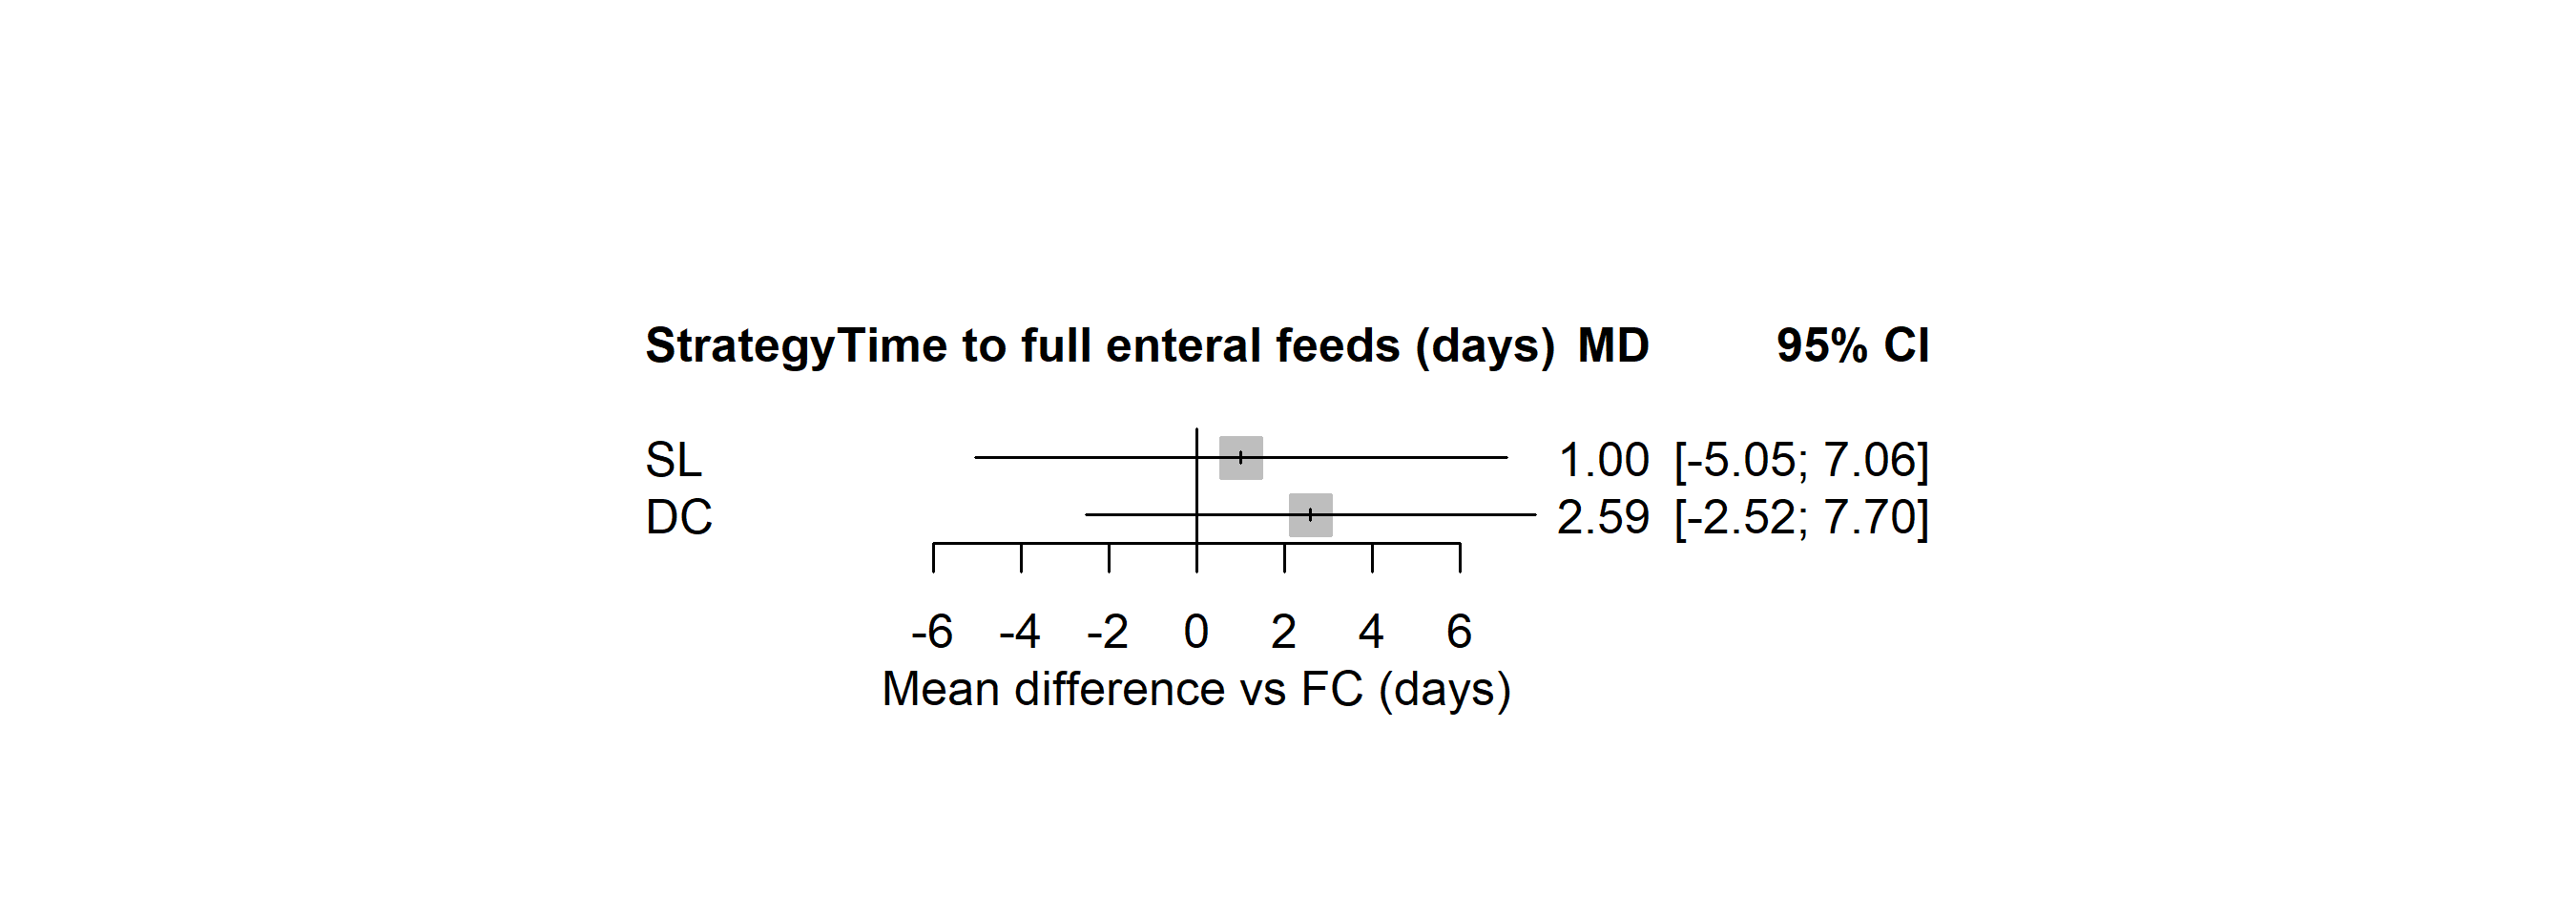 StrategyTime to full enteral feeds (days) MD 95% CI
SL 1.00 [-5.05; 7.06]
DC 2.59 [-2.52; 7.70]
-6 -4 -2 0 2 4 6
Mean difference vs FC (days)